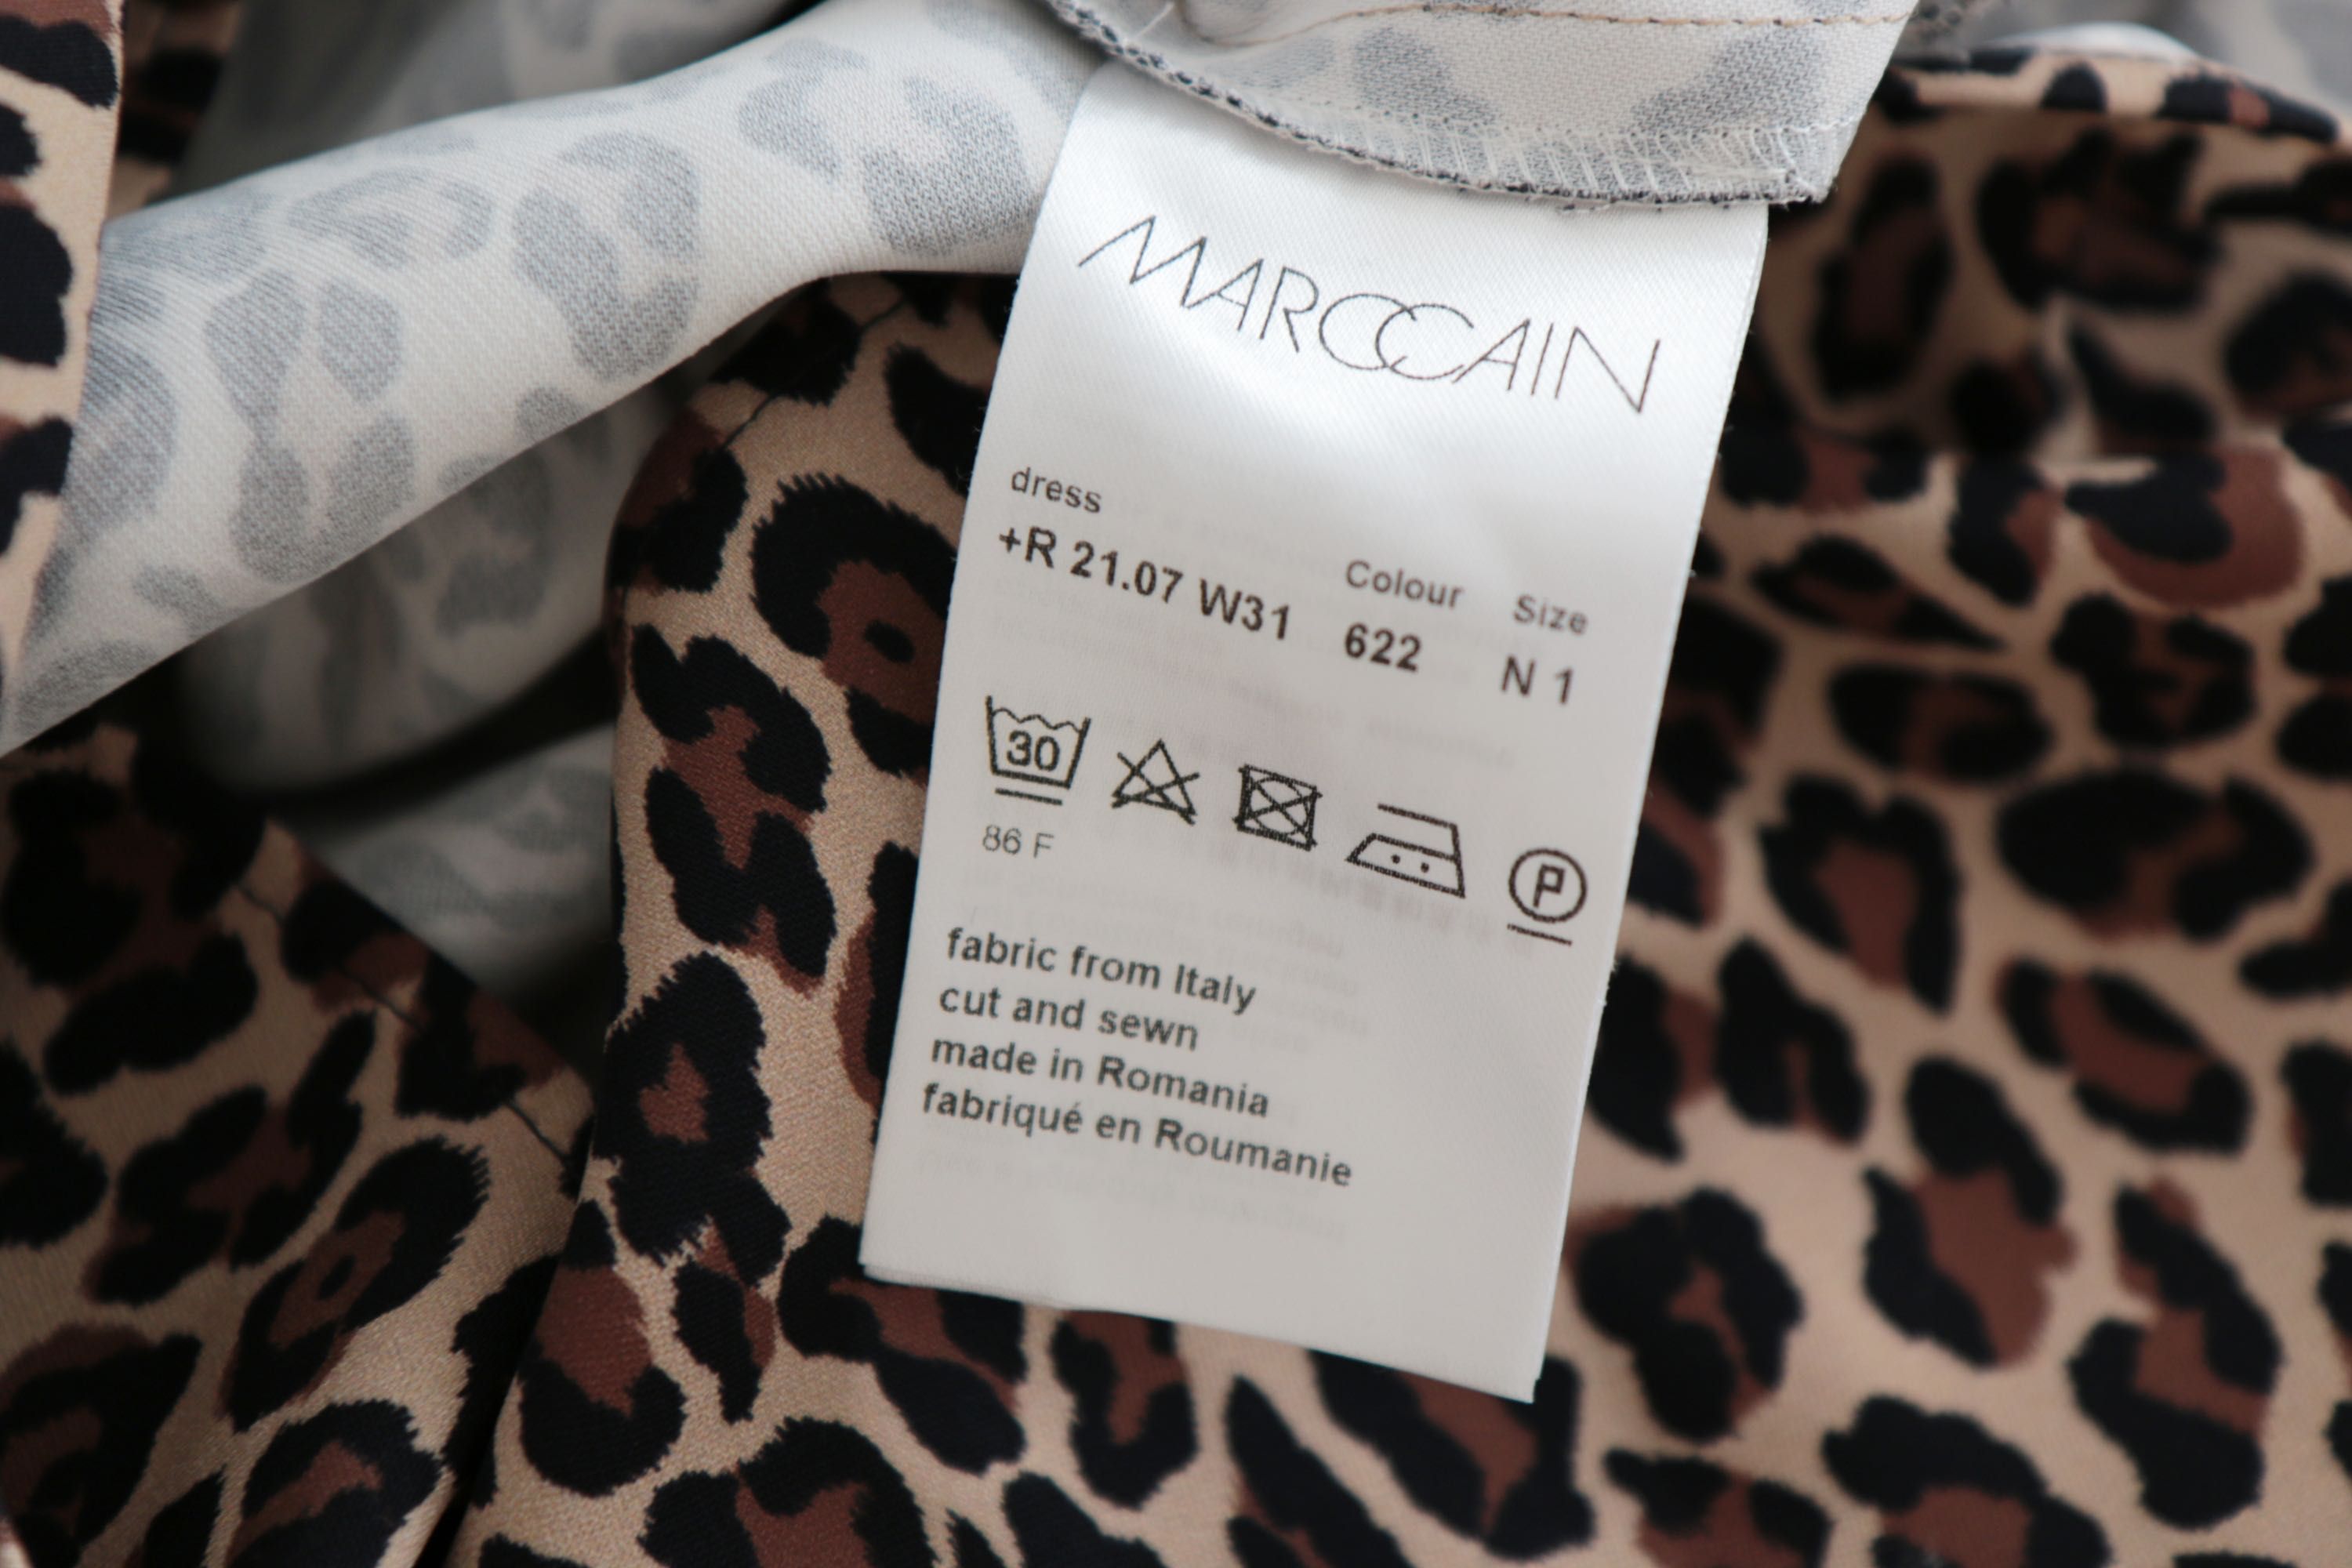 MARCCAIN
dress
+R 21.07 W31 Colour 622 Size N 1
30
86 F
P
fabric from Italy
cut and sewn
made in Romania
fabriqué en Roumanie